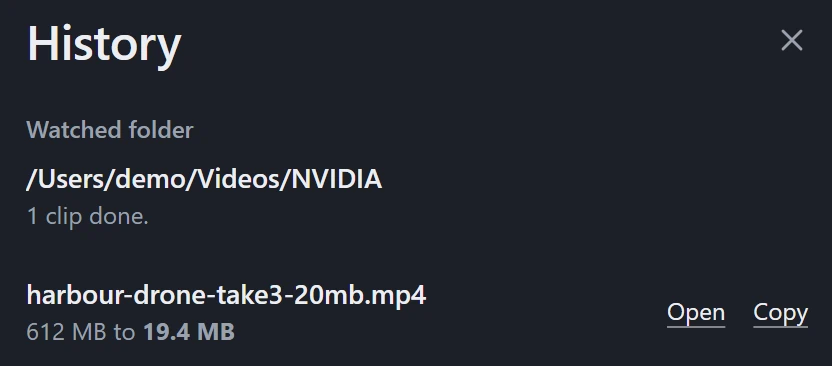 History
Watched folder
/Users/demo/Videos/NVIDIA
1 clip done.
harbour-drone-take3-20mb.mp4
612 MB to 19.4 MB
Open Copy